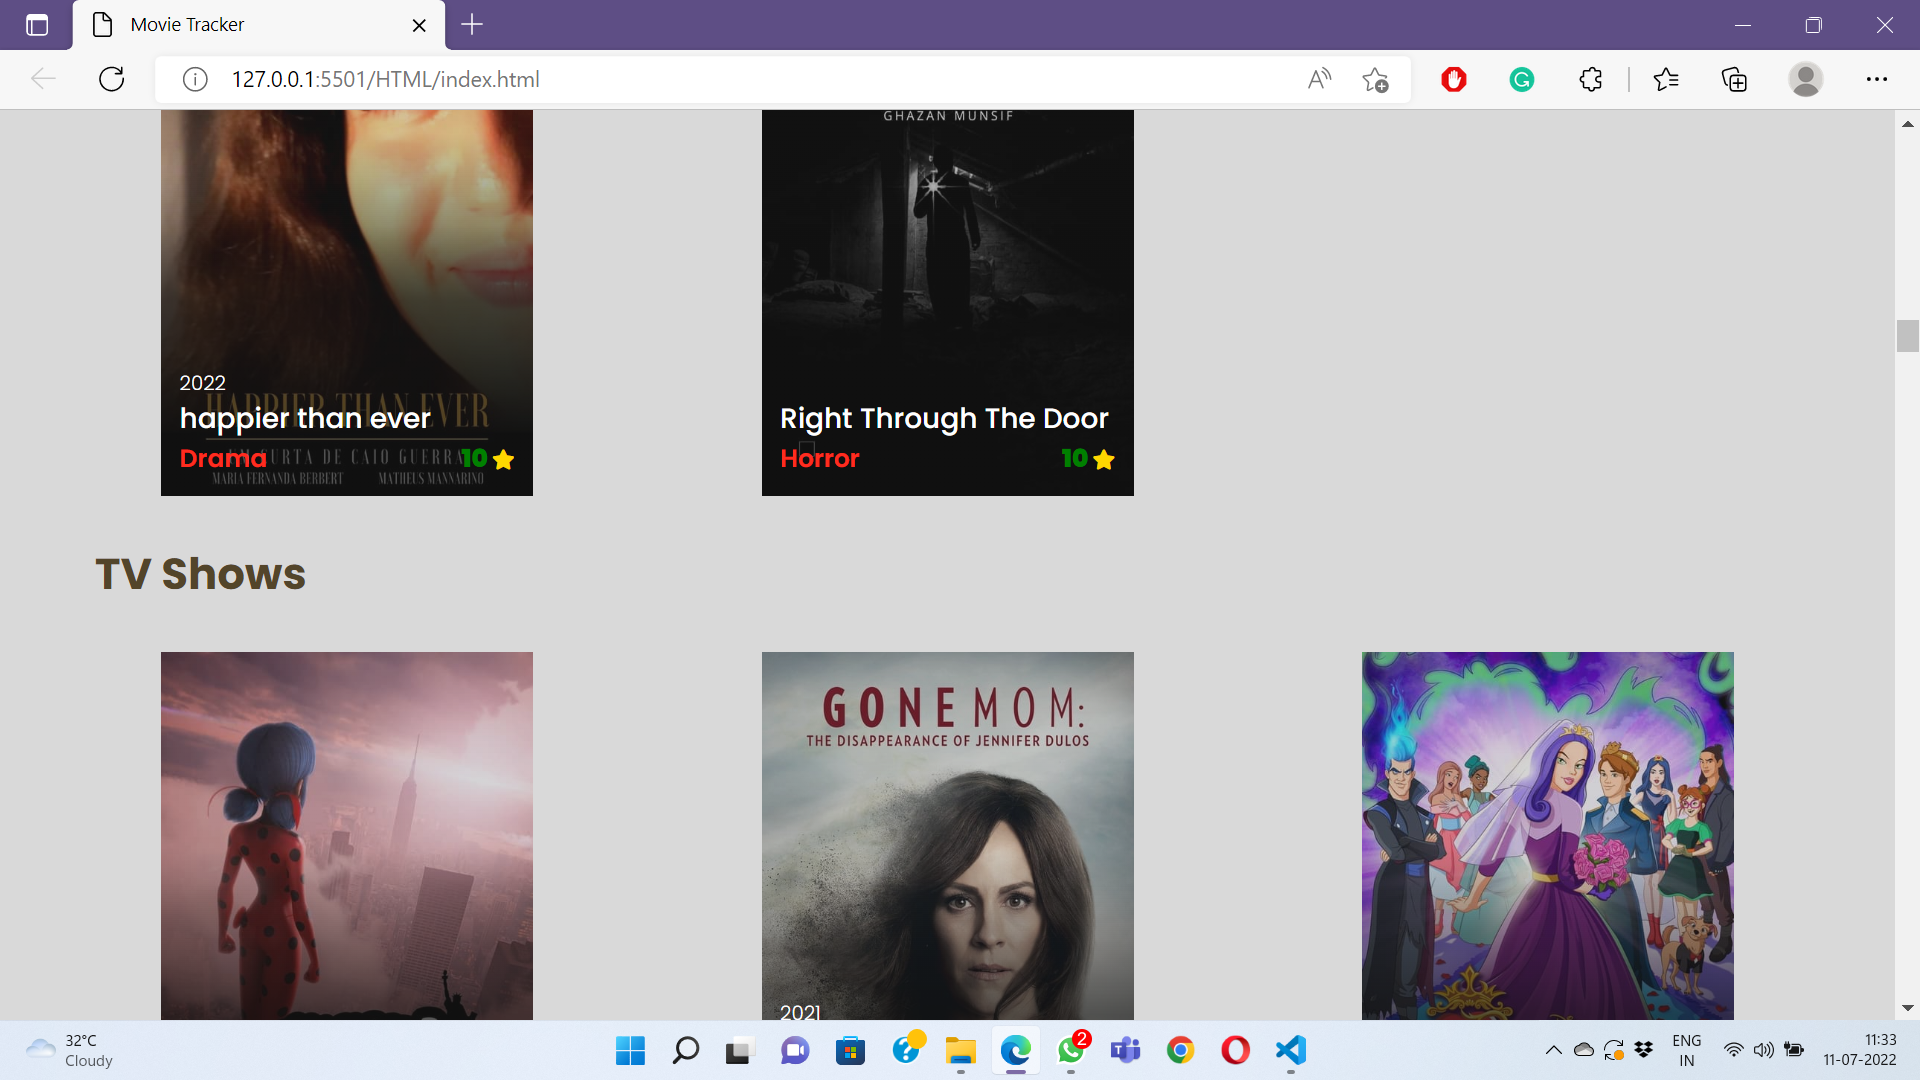 Movie Tracker
127.0.0.1:5501/HTML/index.html
GHAZAN MUNSIF
2022
HAPPIER THAN EVER
happier than ever
CURTA DE CAIO GUERRA
Drama
10
MARIA FERNANDA BERBERT MATHEUS MANNARINO
Right Through The Door
Horror
10
TV Shows
GONE MOM:
THE DISAPPEARANCE OF JENNIFER DULOS
2021
32°C
Cloudy
2
ENG
IN
11:33
11-07-2022